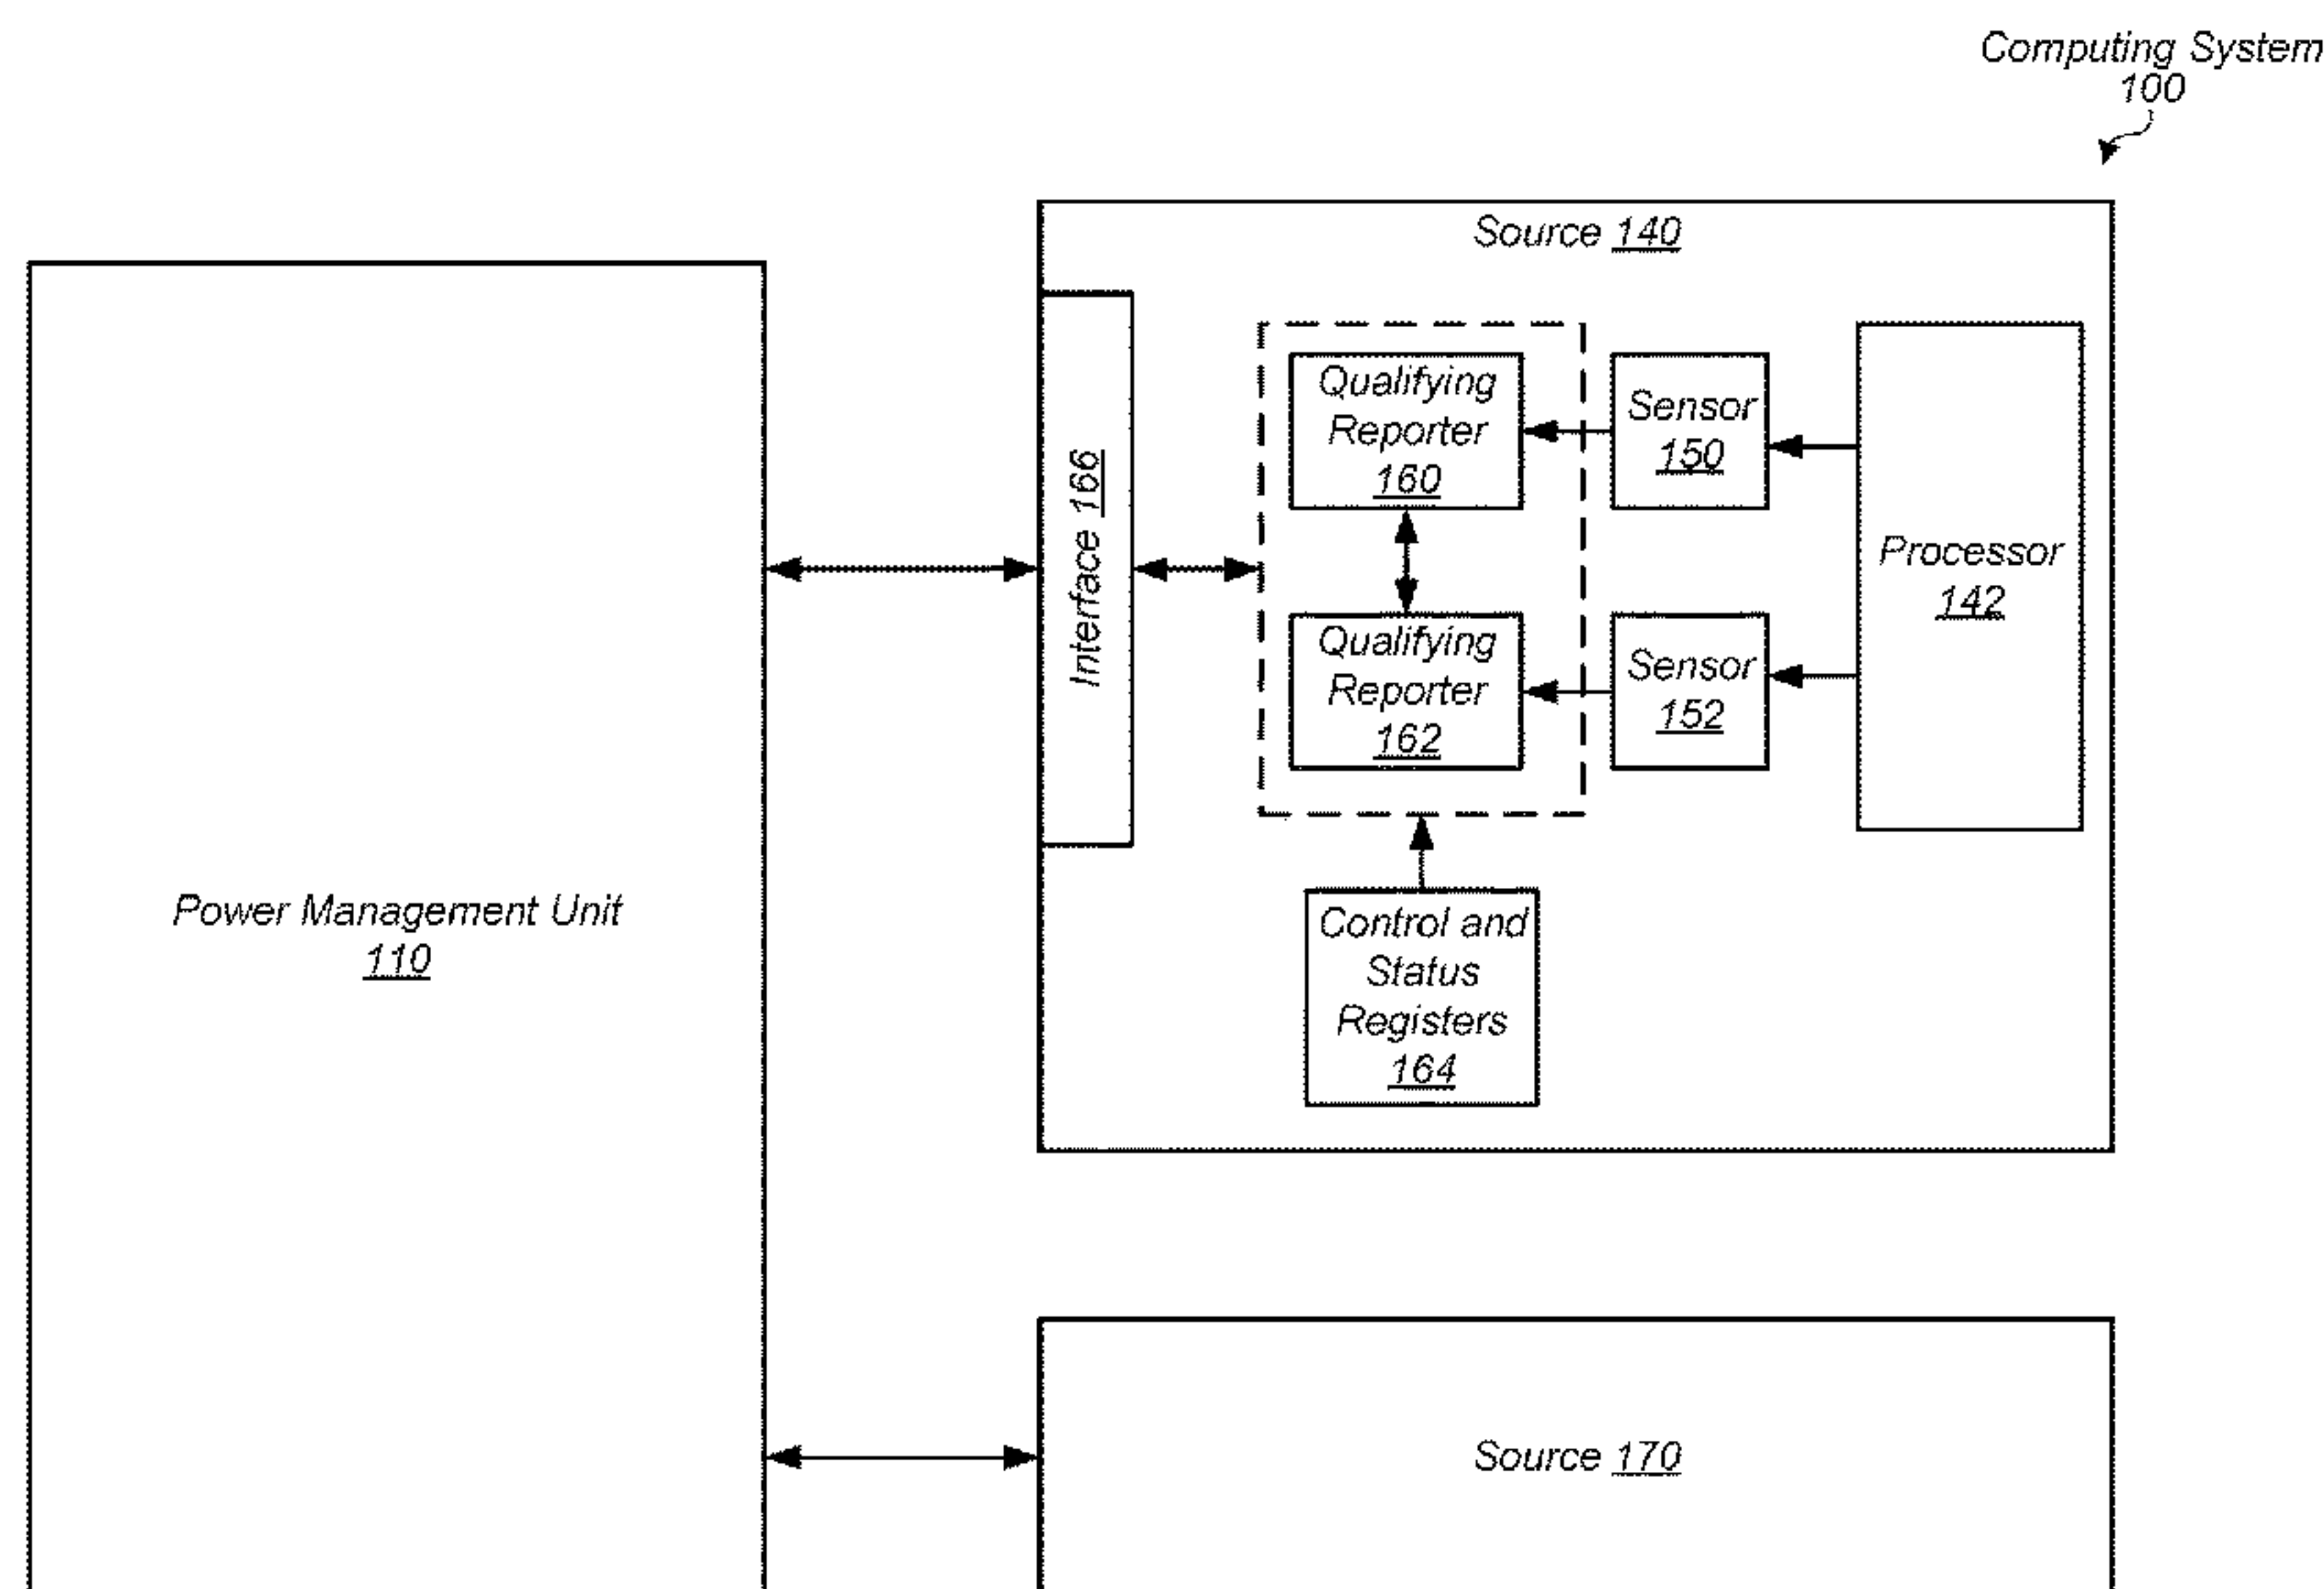 Computing System
100
Source 140
Qualifying
Reporter
160
Sensor
150
Interface 166
Processor
142
Qualifying
Reporter
162
Sensor
152
Power Management Unit
110
Control and
Status
Registers
164
Source 170